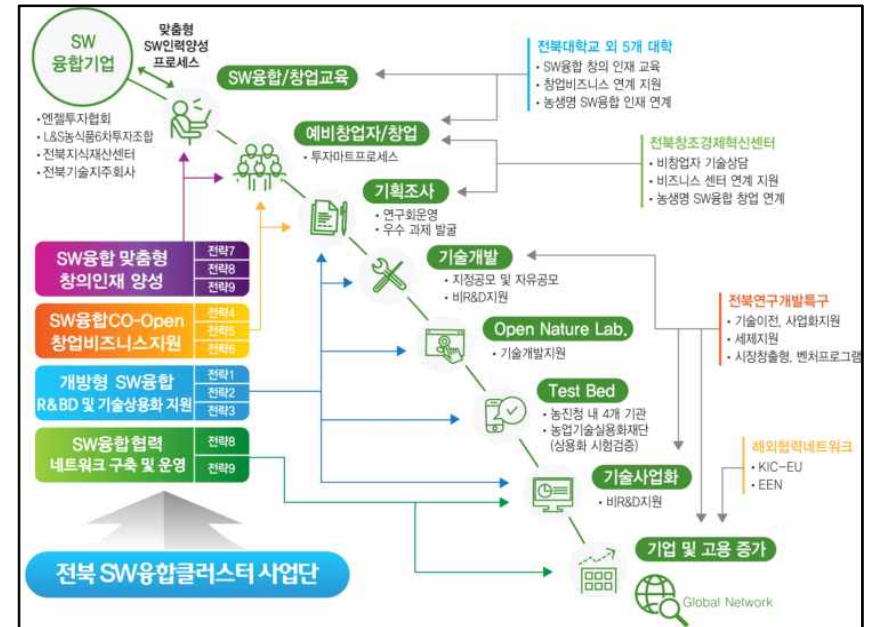 SW
융합기업
맞춤형
SW인력양성
프로세스
•엔젤투자협회
•L&S농식품6차투자조합
•전북지식재산센터
•전북기술지주회사
SW융합/창업교육
예비창업자/창업
• 투자마트프로세스
기획조사
• 연구회운영
• 우수 과제 발굴
기술개발
• 지정공모 및 자유공모
• 비R&D지원
Open Nature Lab.
• 기술개발지원
Test Bed
• 농진청 내 4개 기관
• 농업기술실용화재단
(상용화 시험검증)
기술사업화
• 비R&D지원
기업 및 고용 증가
Global Network
전북대학교 외 5개 대학
• SW융합 창의 인재 교육
• 창업비즈니스 연계 지원
• 농생명 SW융합 인재 연계
전북창조경제혁신센터
• 비창업자 기술상담
• 비즈니스 센터 연계 지원
• 농생명 SW융합 창업 연계
전북연구개발특구
• 기술이전, 사업화지원
• 세제지원
• 시장창출형, 벤처프로그램
해외협력네트워크
• KIC-EU
• EEN
SW융합 맞춤형
창의인재 양성
전략7
전략8
전략9
SW융합CO-Open
창업비즈니스지원
전략4
전략5
전략6
개방형 SW융합
R&BD 및 기술상용화 지원
전략1
전략2
전략3
SW융합협력
네트워크 구축 및 운영
전략8
전략9
전북 SW융합클러스터 사업단